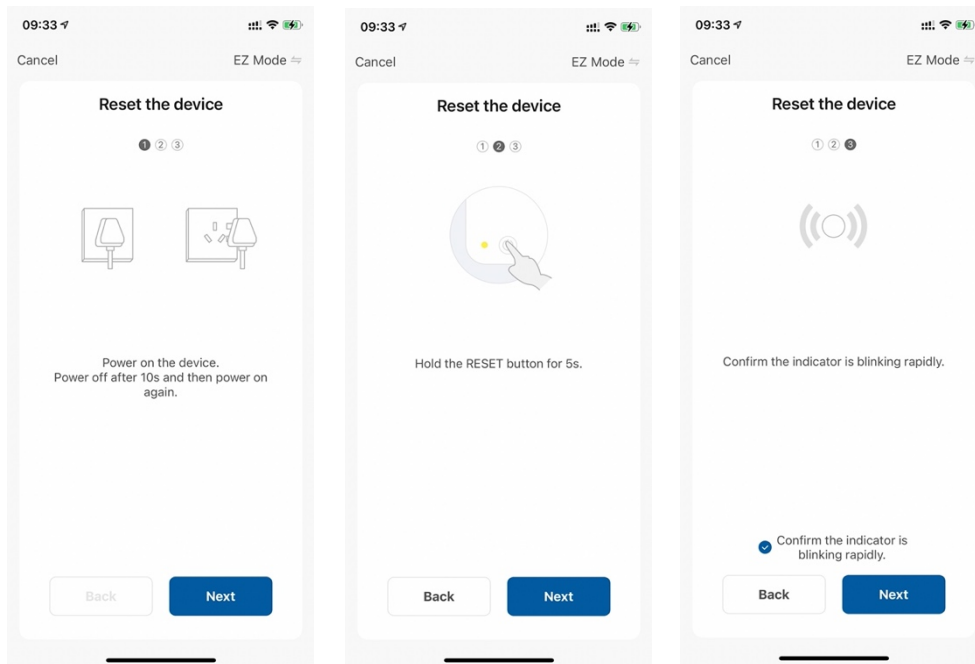 09:33
Cancel
EZ Mode
Reset the device
1 2 3
Power on the device.
Power off after 10s and then power on
again.
Back
Next
09:33
Cancel
EZ Mode
Reset the device
1 2 3
Hold the RESET button for 5s.
Back
Next
09:33
Cancel
EZ Mode
Reset the device
1 2 3
Confirm the indicator is blinking rapidly.
Confirm the indicator is
blinking rapidly.
Back
Next